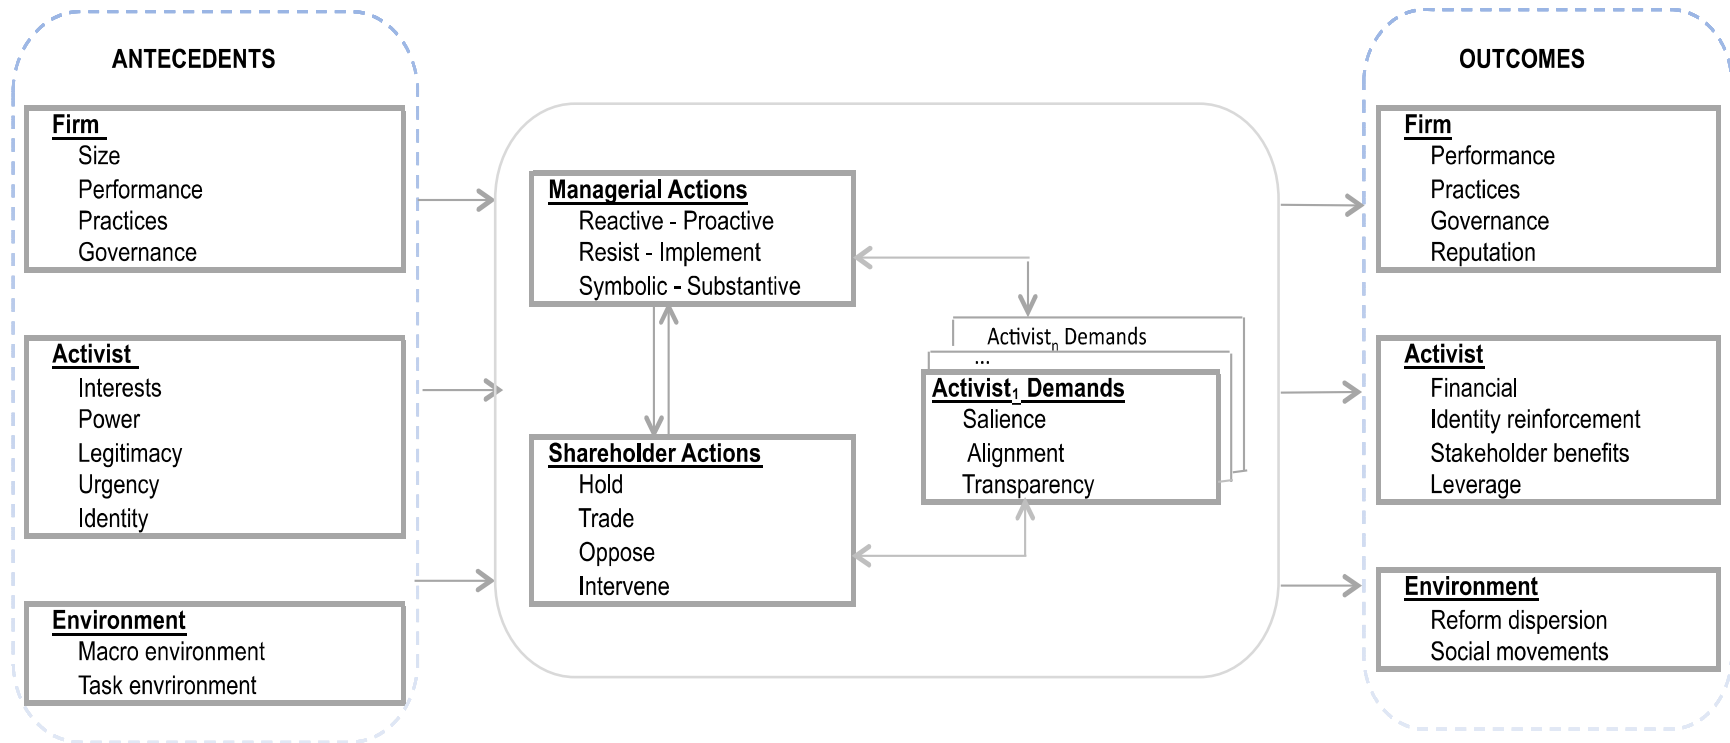 ANTECEDENTS
Firm
Size
Performance
Practices
Governance
Activist
Interests
Power
Legitimacy
Urgency
Identity
Environment
Macro environment
Task envrironment
Managerial Actions
Reactive - Proactive
Resist - Implement
Symbolic - Substantive
Shareholder Actions
Hold
Trade
Oppose
Intervene
Activistₙ Demands
...
Activist₁ Demands
Salience
Alignment
Transparency
OUTCOMES
Firm
Performance
Practices
Governance
Reputation
Activist
Financial
Identity reinforcement
Stakeholder benefits
Leverage
Environment
Reform dispersion
Social movements